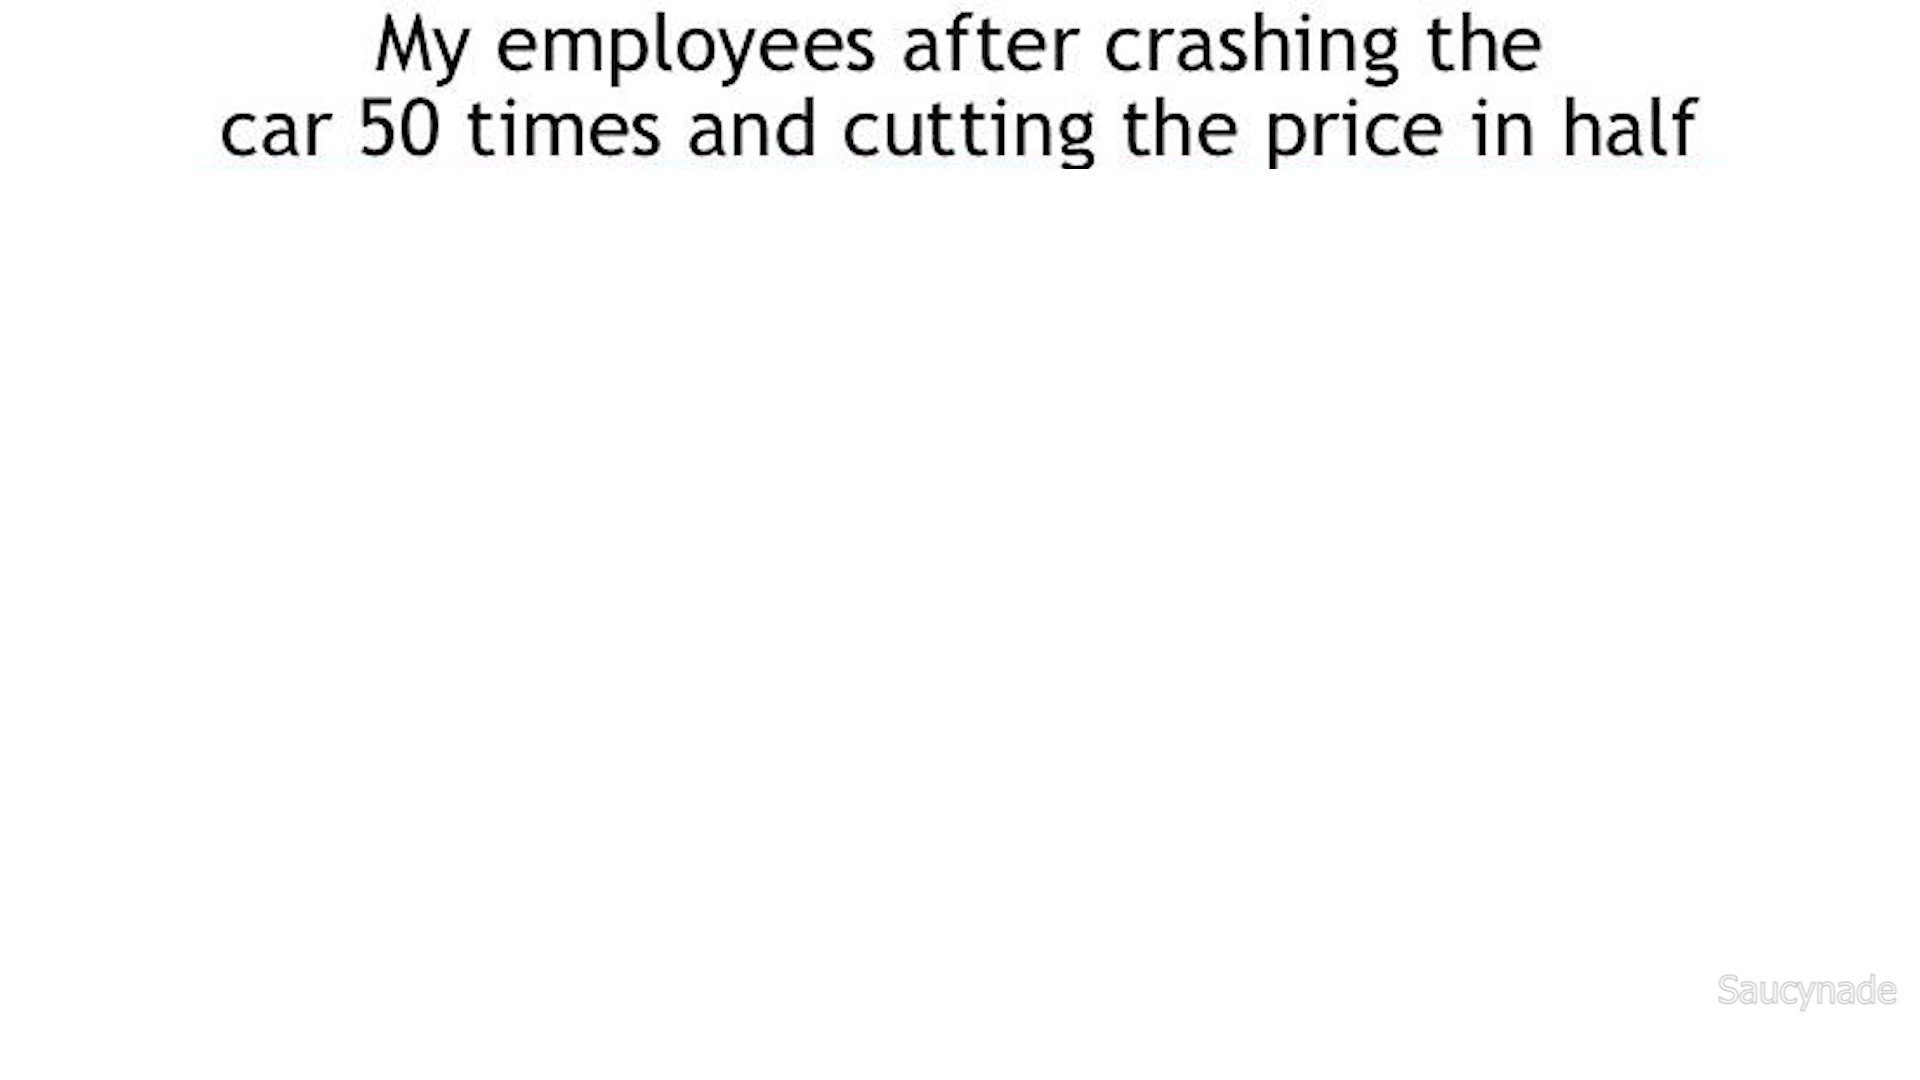 My employees after crashing the
car 50 times and cutting the price in half
Saucynade